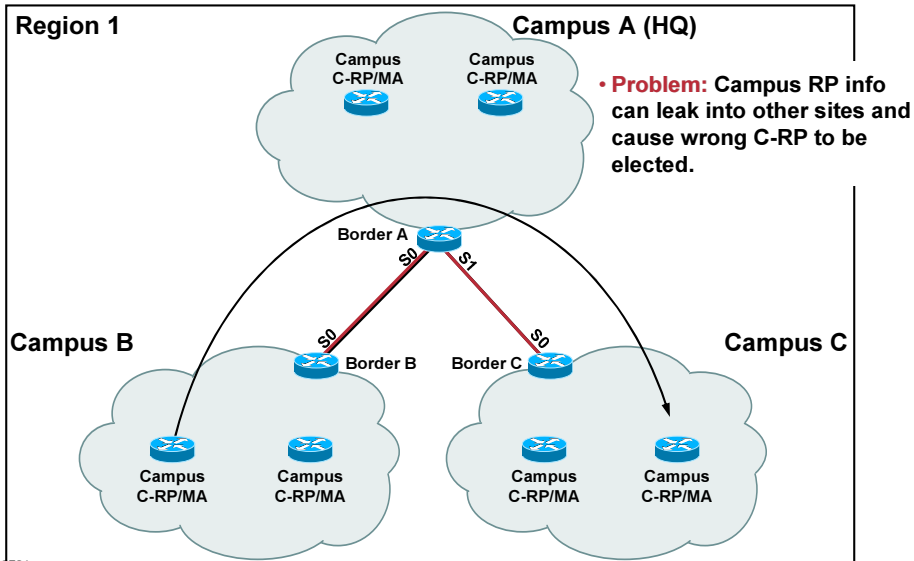 Region 1
Campus A (HQ)
Campus
C-RP/MA
Campus
C-RP/MA
• Problem: Campus RP info
can leak into other sites and
cause wrong C-RP to be
elected.
Border A
S0
S1
S0
S0
Campus B
Border B
Border C
Campus C
Campus
C-RP/MA
Campus
C-RP/MA
Campus
C-RP/MA
Campus
C-RP/MA